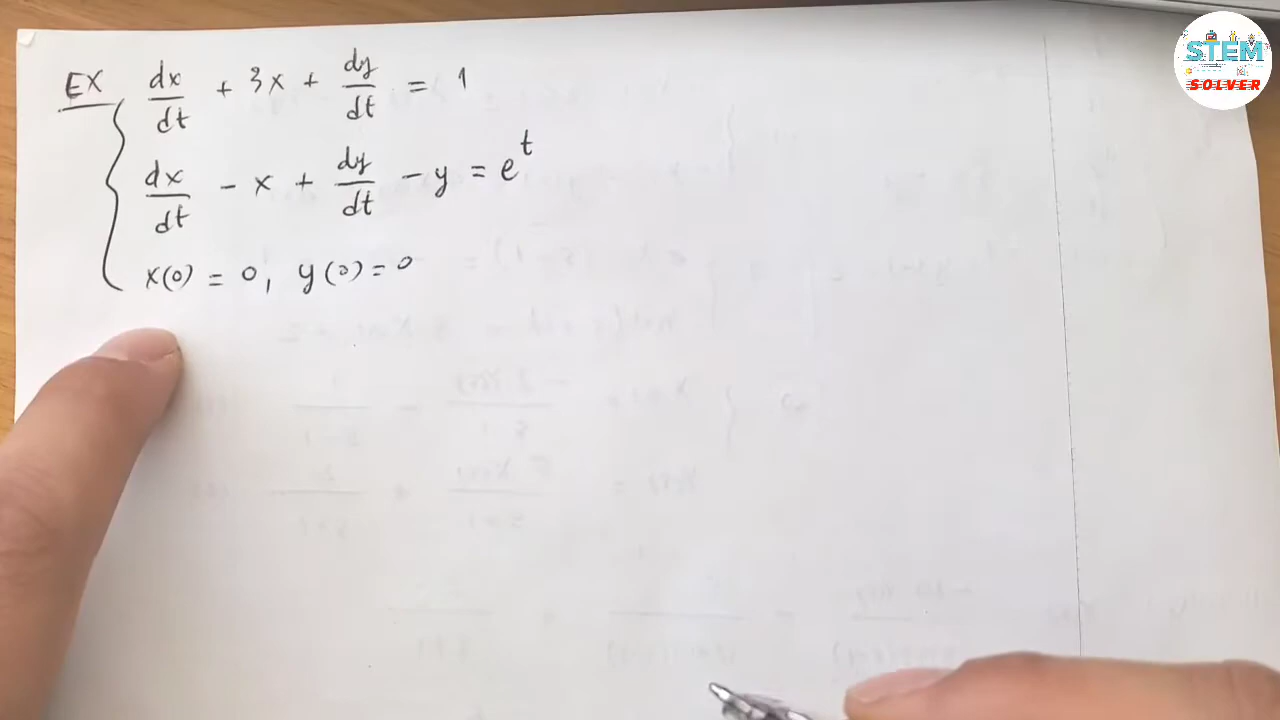 EX dx/dt + 3x + dy/dt = 1
dx/dt - x + dy/dt - y = e^t
x(0) = 0, y(0) = 0
STEM
SOLVER